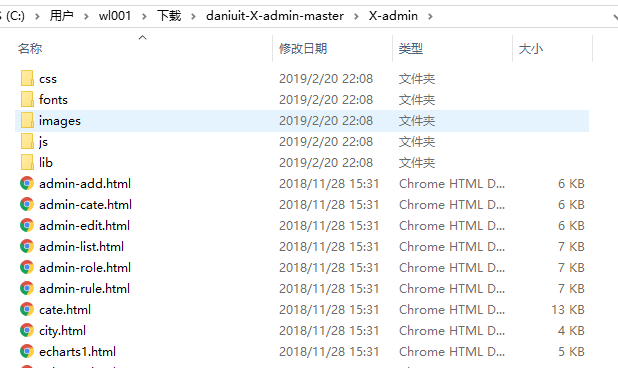 (C:) › 用户 › wl001 › 下载 › daniuit-X-admin-master › X-admin ›
名称 修改日期 类型 大小
css 2019/2/20 22:08 文件夹
fonts 2019/2/20 22:08 文件夹
images 2019/2/20 22:08 文件夹
js 2019/2/20 22:08 文件夹
lib 2019/2/20 22:08 文件夹
admin-add.html 2018/11/28 15:31 Chrome HTML D... 6 KB
admin-cate.html 2018/11/28 15:31 Chrome HTML D... 6 KB
admin-edit.html 2018/11/28 15:31 Chrome HTML D... 6 KB
admin-list.html 2018/11/28 15:31 Chrome HTML D... 7 KB
admin-role.html 2018/11/28 15:31 Chrome HTML D... 7 KB
admin-rule.html 2018/11/28 15:31 Chrome HTML D... 7 KB
cate.html 2018/11/28 15:31 Chrome HTML D... 13 KB
city.html 2018/11/28 15:31 Chrome HTML D... 4 KB
echarts1.html 2018/11/28 15:31 Chrome HTML D... 5 KB